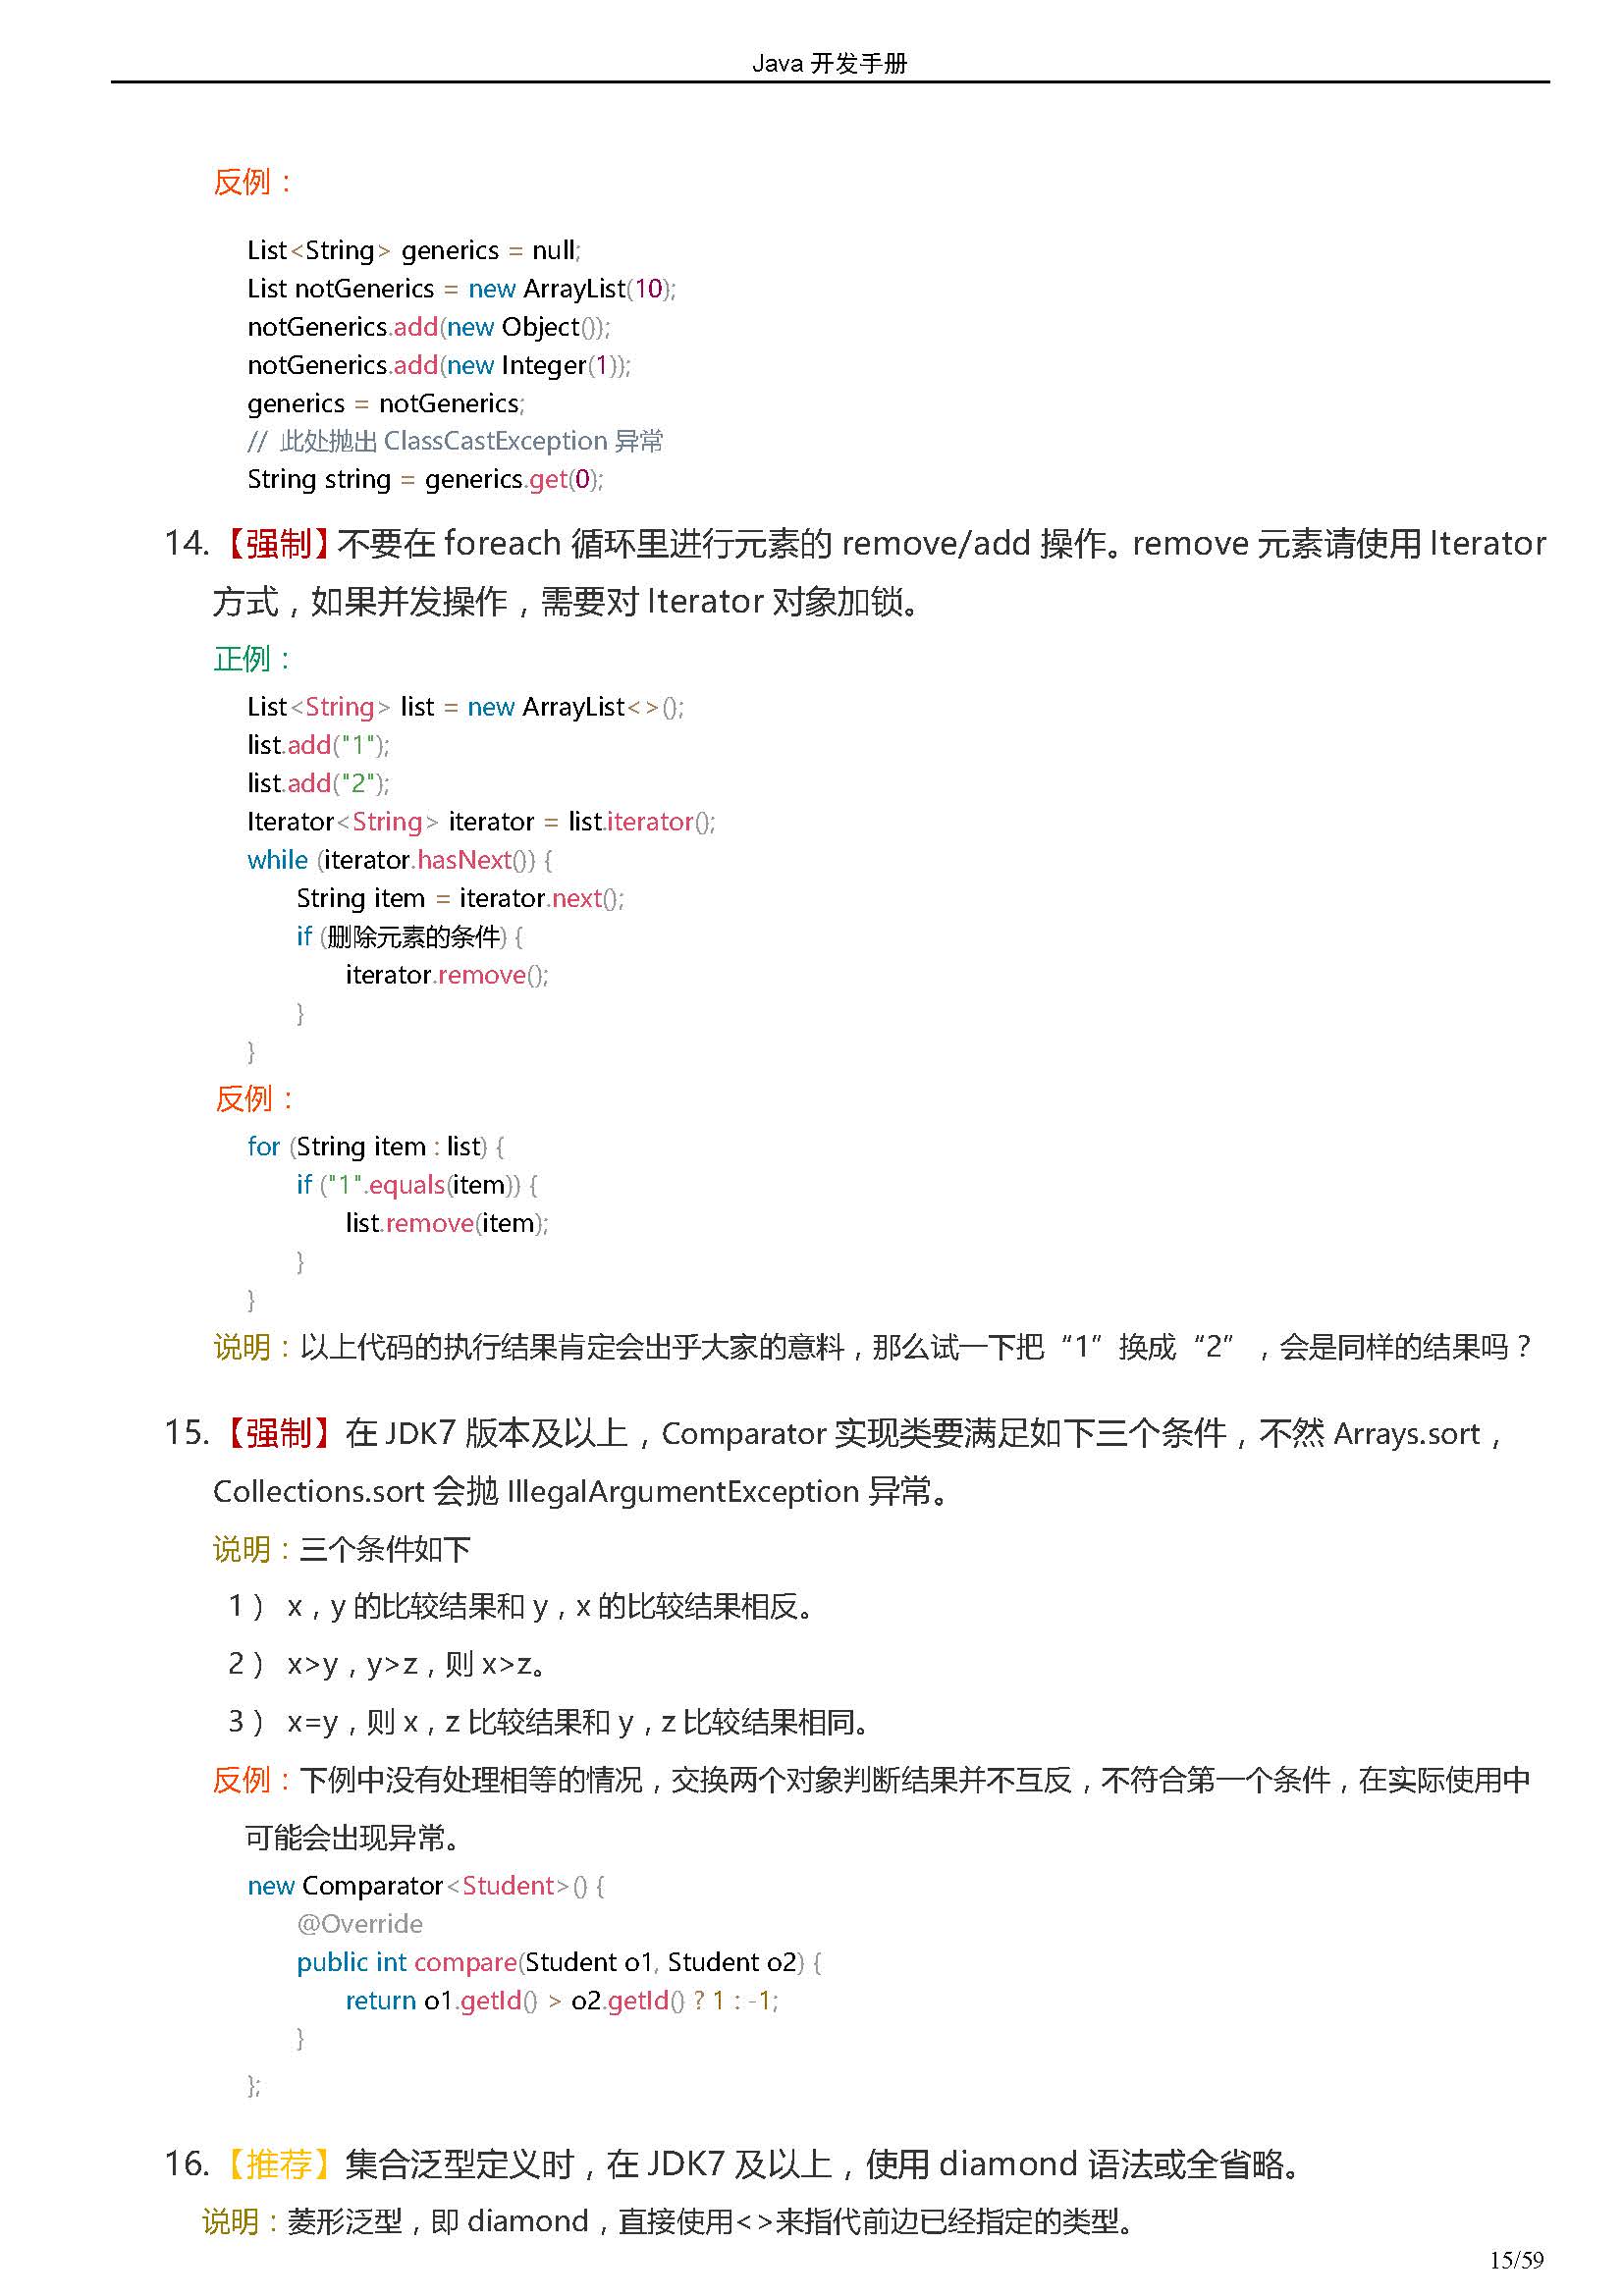 Java 开发手册
反例：
List<String> generics = null;
List notGenerics = new ArrayList(10);
notGenerics.add(new Object());
notGenerics.add(new Integer(1));
generics = notGenerics;
// 此处抛出 ClassCastException 异常
String string = generics.get(0);
14.【强制】不要在 foreach 循环里进行元素的 remove/add 操作。remove 元素请使用 Iterator
方式，如果并发操作，需要对 Iterator 对象加锁。
正例：
List<String> list = new ArrayList<>();
list.add("1");
list.add("2");
Iterator<String> iterator = list.iterator();
while (iterator.hasNext()) {
String item = iterator.next();
if (删除元素的条件) {
iterator.remove();
}
}
反例：
for (String item : list) {
if ("1".equals(item)) {
list.remove(item);
}
}
说明：以上代码的执行结果肯定会出乎大家的意料，那么试一下把“1”换成“2”，会是同样的结果吗？
15.【强制】在 JDK7 版本及以上，Comparator 实现类要满足如下三个条件，不然 Arrays.sort，
Collections.sort 会抛 IllegalArgumentException 异常。
说明：三个条件如下
1） x，y 的比较结果和 y，x 的比较结果相反。
2） x>y，y>z，则 x>z。
3） x=y，则 x，z 比较结果和 y，z 比较结果相同。
反例：下例中没有处理相等的情况，交换两个对象判断结果并不互反，不符合第一个条件，在实际使用中
可能会出现异常。
new Comparator<Student>() {
@Override
public int compare(Student o1, Student o2) {
return o1.getId() > o2.getId() ? 1 : -1;
}
};
16.【推荐】集合泛型定义时，在 JDK7 及以上，使用 diamond 语法或全省略。
说明：菱形泛型，即 diamond，直接使用<>来指代前边已经指定的类型。
15/59